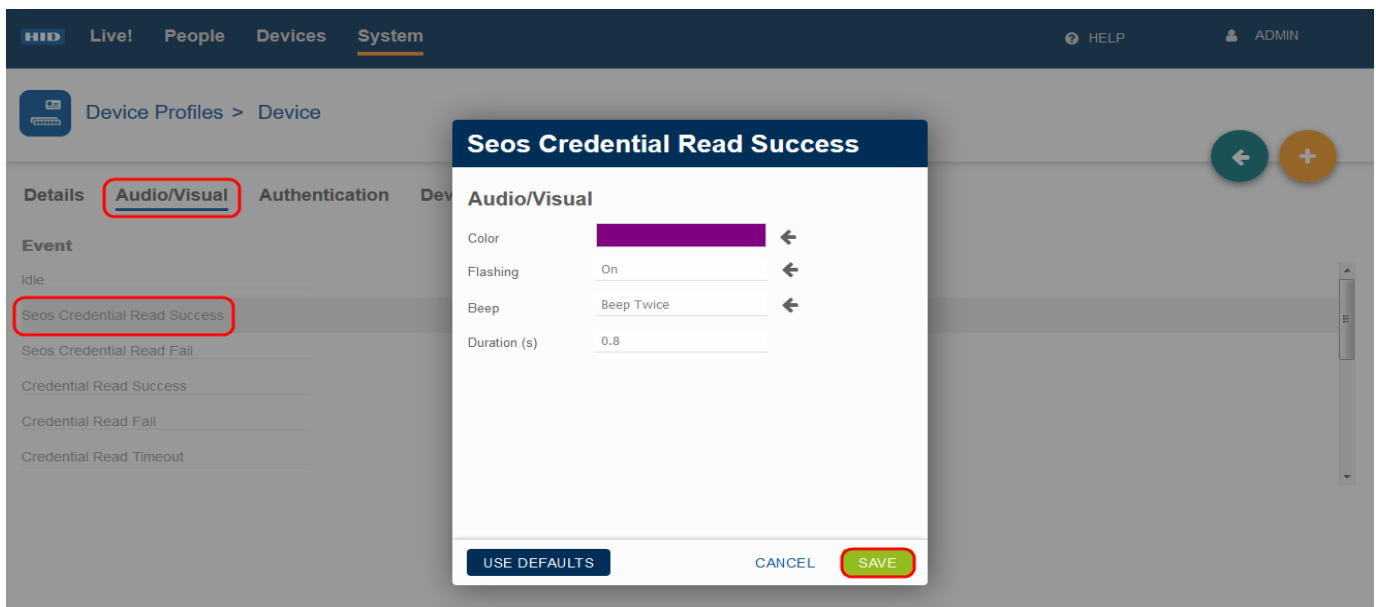 HID Live! People Devices System HELP ADMIN
Device Profiles > Device
Details Audio/Visual Authentication Dev
Event
Idle
Seos Credential Read Success
Seos Credential Read Fail
Credential Read Success
Credential Read Fail
Credential Read Timeout
Seos Credential Read Success
Audio/Visual
Color
Flashing On
Beep Beep Twice
Duration (s) 0.8
USE DEFAULTS CANCEL SAVE